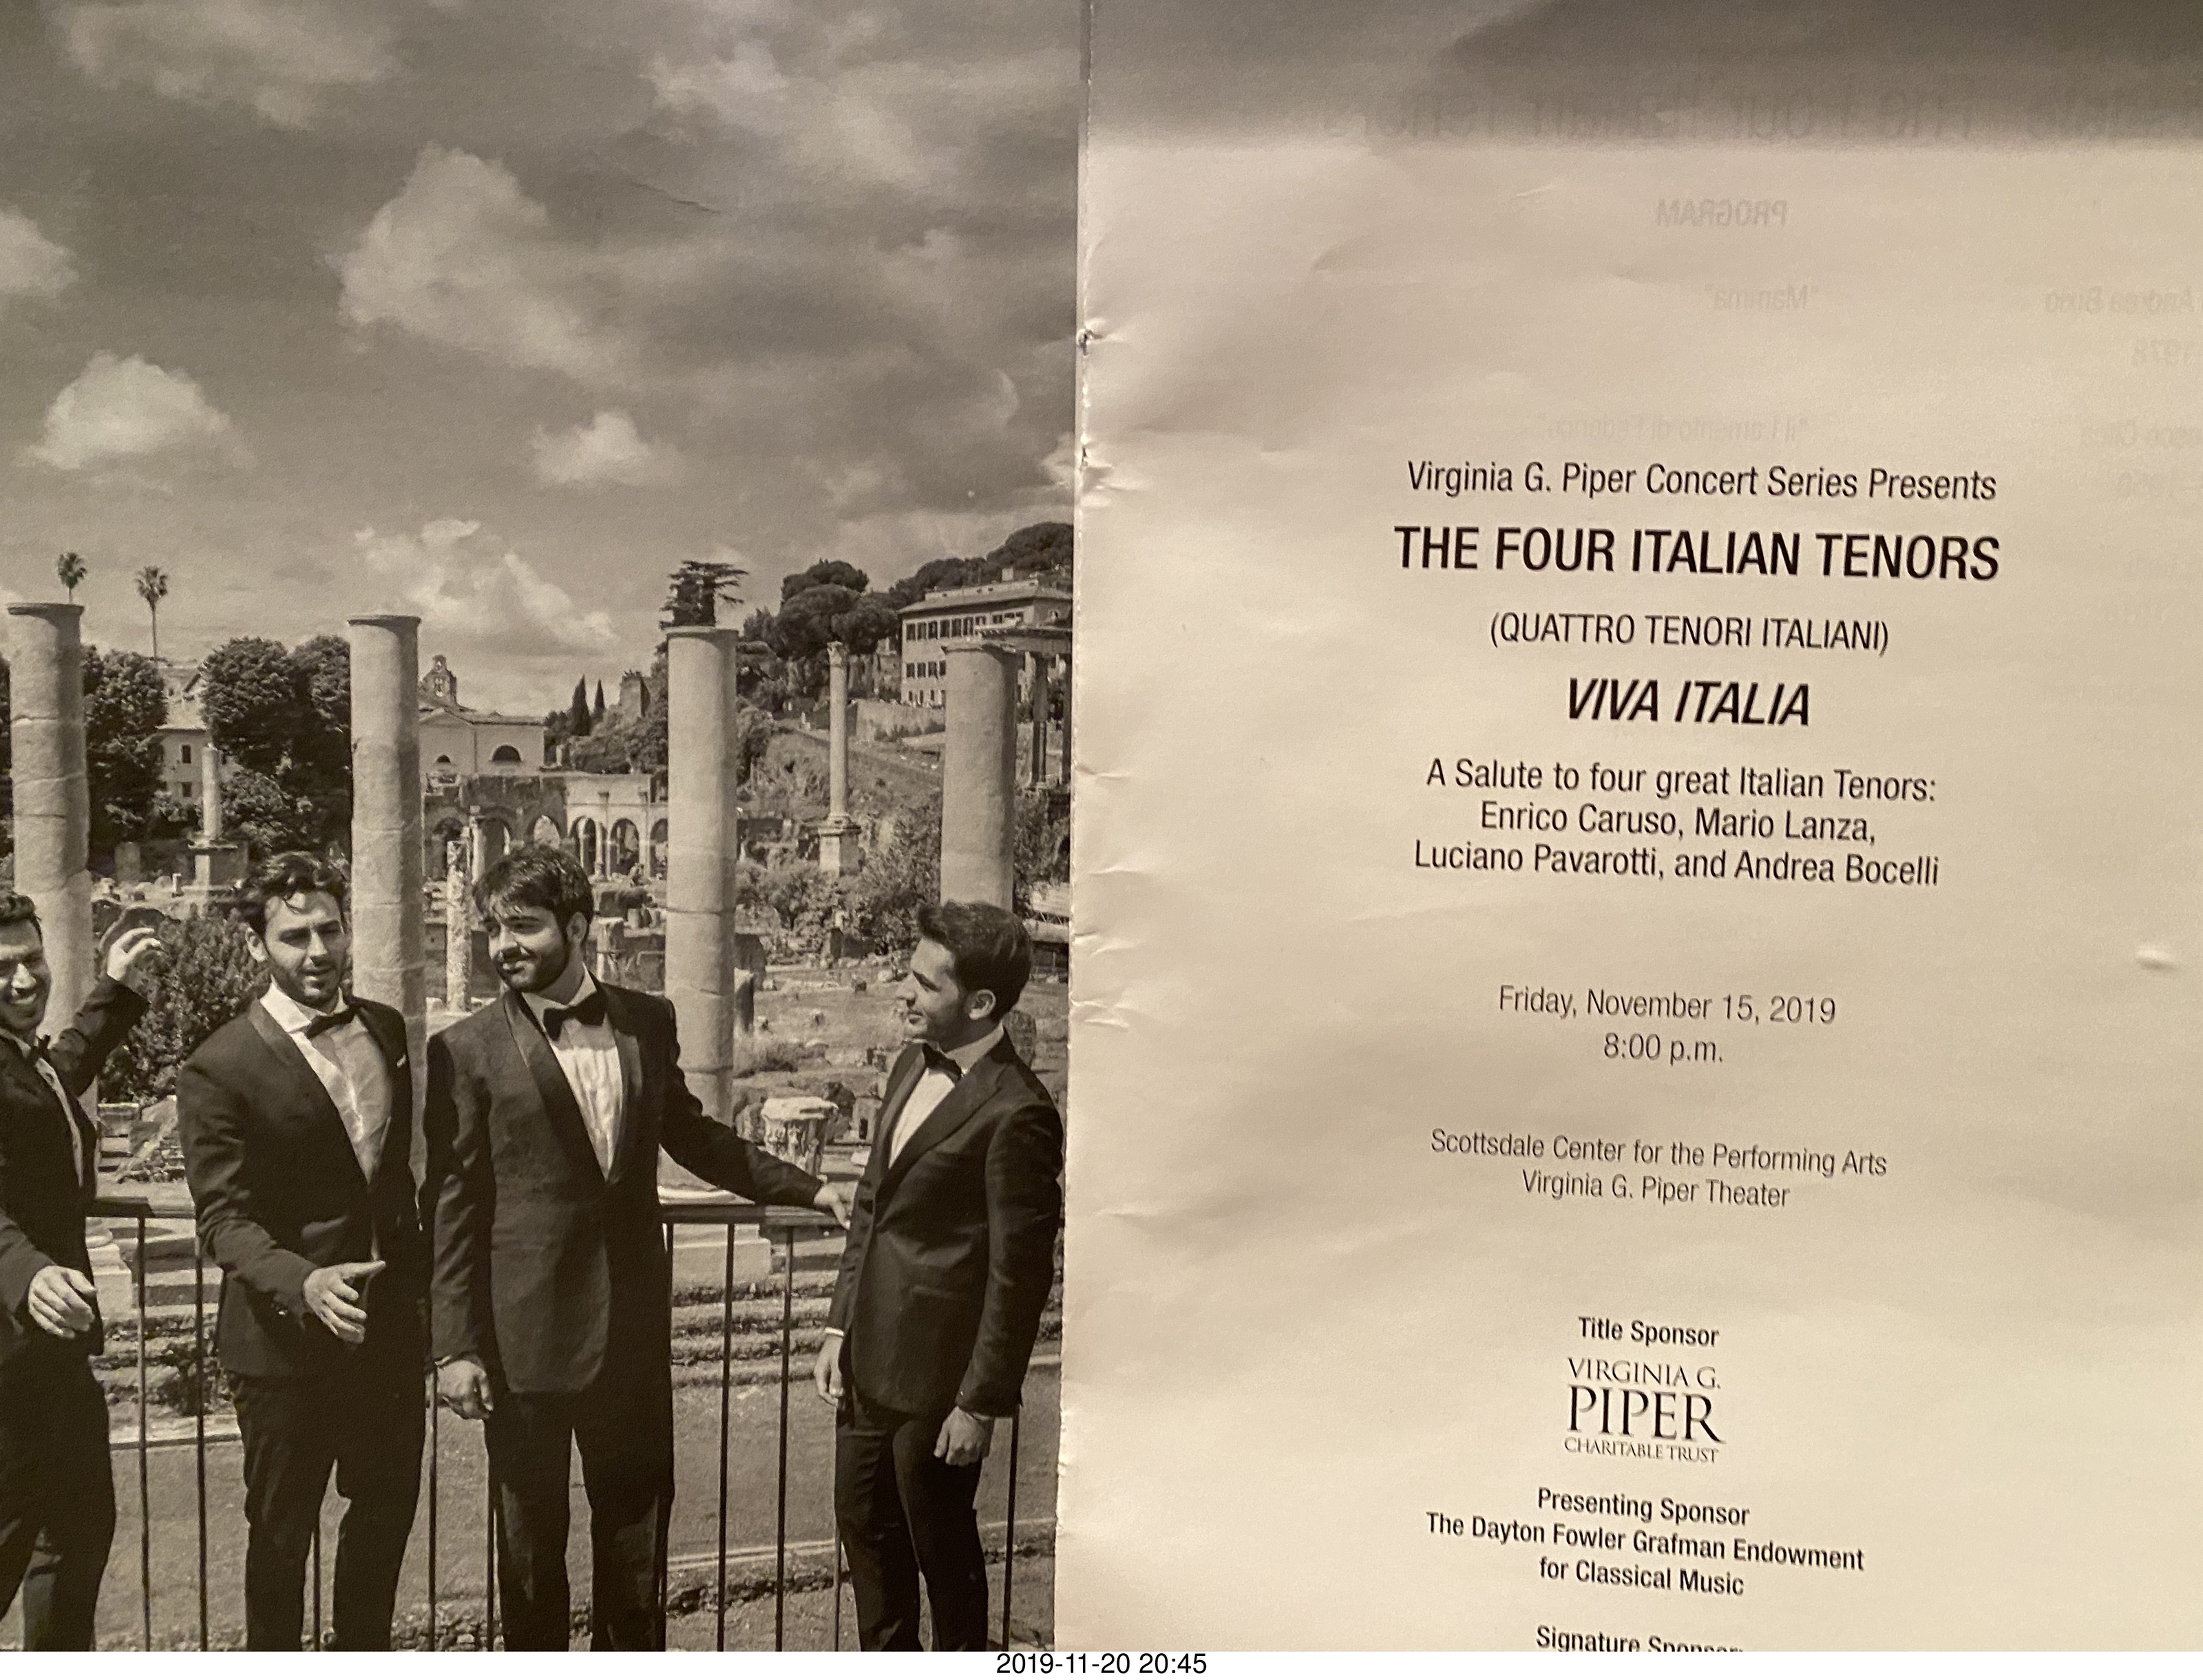 Virginia G. Piper Concert Series Presents
THE FOUR ITALIAN TENORS
(QUATTRO TENORI ITALIANI)
VIVA ITALIA
A Salute to four great Italian Tenors:
Enrico Caruso, Mario Lanza,
Luciano Pavarotti, and Andrea Bocelli
Friday, November 15, 2019
8:00 p.m.
Scottsdale Center for the Performing Arts
Virginia G. Piper Theater
Title Sponsor
VIRGINIA G.
PIPER
CHARITABLE TRUST
Presenting Sponsor
The Dayton Fowler Grafman Endowment
for Classical Music
Signature
2019-11-20 20:45